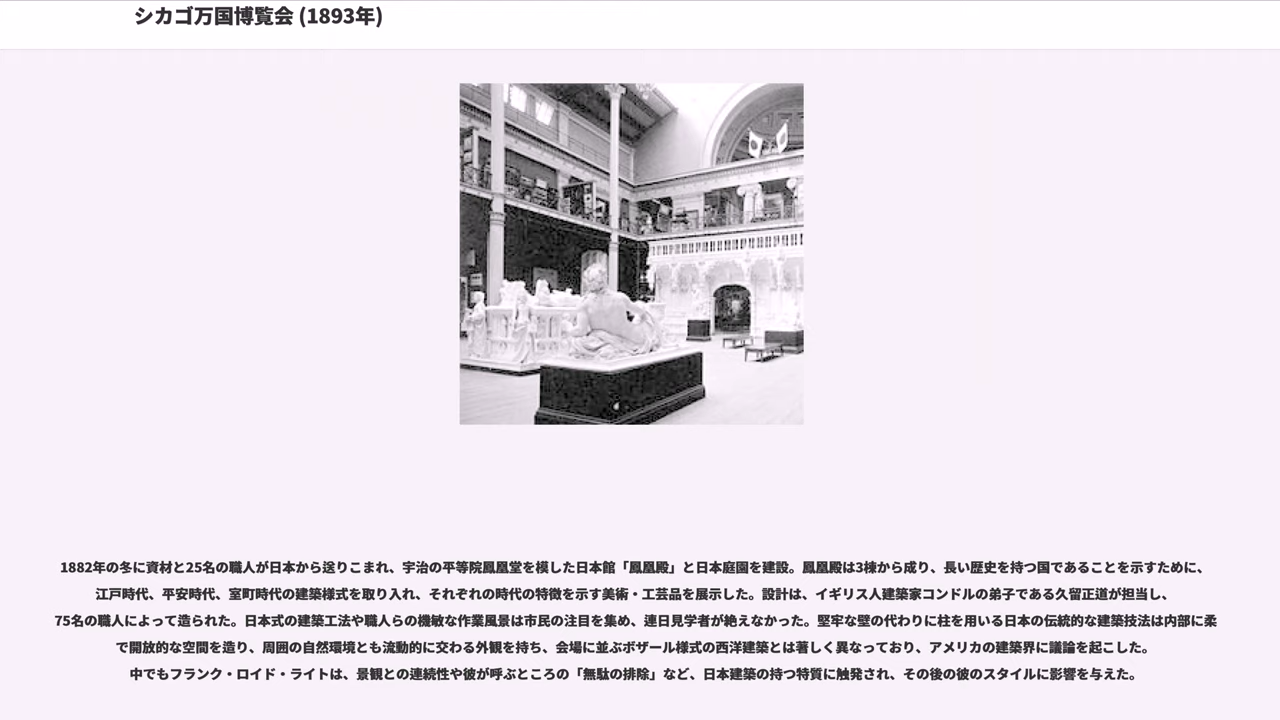 シカゴ万国博覧会 (1893年)
1882年の冬に資材と25名の職人が日本から送りこまれ、宇治の平等院鳳凰堂を模した日本館「鳳凰殿」と日本庭園を建設。鳳凰殿は3棟から成り、長い歴史を持つ国であることを示すために、
江戸時代、平安時代、室町時代の建築様式を取り入れ、それぞれの時代の特徴を示す美術・工芸品を展示した。設計は、イギリス人建築家コンドルの弟子である久留正道が担当し、
75名の職人によって造られた。日本式の建築工法や職人らの機敏な作業風景は市民の注目を集め、連日見学者が絶えなかった。堅牢な壁の代わりに柱を用いる日本の伝統的な建築技法は内部に柔
で開放的な空間を造り、周囲の自然環境とも流動的に交わる外観を持ち、会場に並ぶボザール様式の西洋建築とは著しく異なっており、アメリカの建築界に議論を起こした。
中でもフランク・ロイド・ライトは、景観との連続性や彼が呼ぶところの「無駄の排除」など、日本建築の持つ特質に触発され、その後の彼のスタイルに影響を与えた。